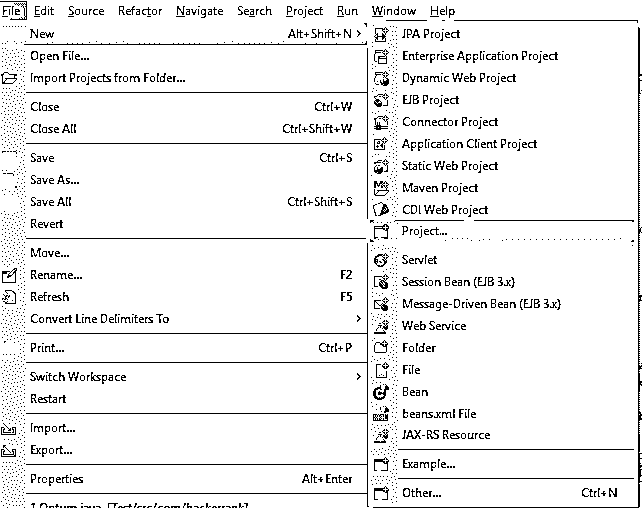 File Edit Source Refactor Navigate Search Project Run Window Help
New Alt+Shift+N
Open File...
Import Projects from Folder...
Close Ctrl+W
Close All Ctrl+Shift+W
Save Ctrl+S
Save As...
Save All Ctrl+Shift+S
Revert
Move...
Rename... F2
Refresh F5
Convert Line Delimiters To
Print... Ctrl+P
Switch Workspace
Restart
Import...
Export...
Properties Alt+Enter
1 Optum.java [Test/src/com/hackerrank]
JPA Project
Enterprise Application Project
Dynamic Web Project
EJB Project
Connector Project
Application Client Project
Static Web Project
Maven Project
CDI Web Project
Project...
Servlet
Session Bean (EJB 3.x)
Message-Driven Bean (EJB 3.x)
Web Service
Folder
File
Bean
beans.xml File
JAX-RS Resource
Example...
Other... Ctrl+N